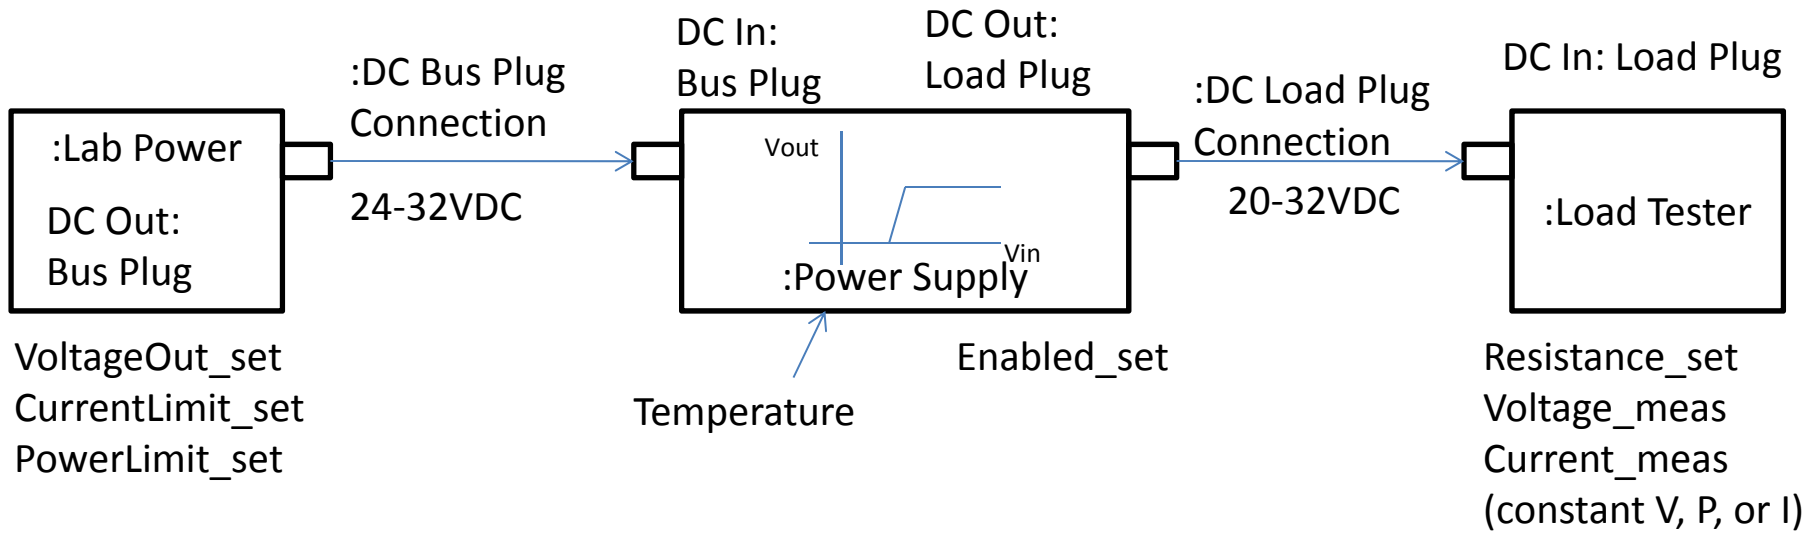 :Lab Power
DC Out:
Bus Plug
VoltageOut_set
CurrentLimit_set
PowerLimit_set
:DC Bus Plug
Connection
24-32VDC
DC In:
Bus Plug
DC Out:
Load Plug
Vout
Vin
:Power Supply
Temperature
Enabled_set
:DC Load Plug
Connection
20-32VDC
DC In: Load Plug
:Load Tester
Resistance_set
Voltage_meas
Current_meas
(constant V, P, or I)